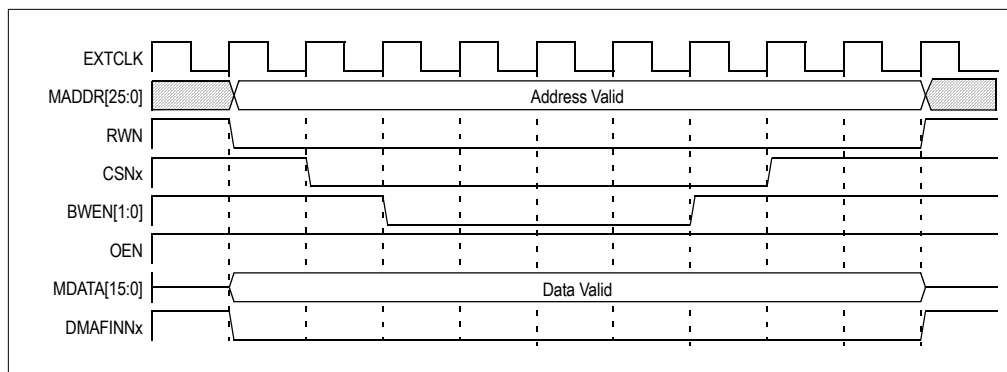 EXTCLK
MADDR[25:0]
Address Valid
RWN
CSNx
BWEN[1:0]
OEN
MDATA[15:0]
Data Valid
DMAFINNx